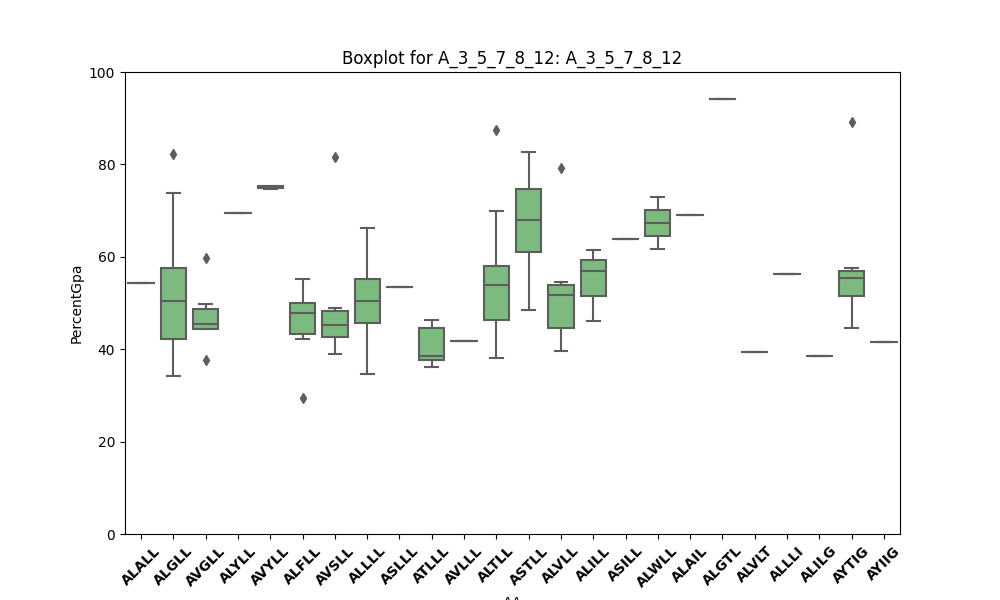 Boxplot for A_3_5_7_8_12: A_3_5_7_8_12
100
80
60
40
20
0
PercentGpa
ALALL
ALGLL
AVGLL
ALYLL
AVYLL
ALFLL
AVSLL
ALLLL
ASLLL
ATLLL
AVLLL
ALTLL
ASTLL
ALVLL
ALILL
ASILL
ALWLL
ALAIL
ALGTL
ALVLT
ALLLI
ALILG
AYTIG
AYIIG